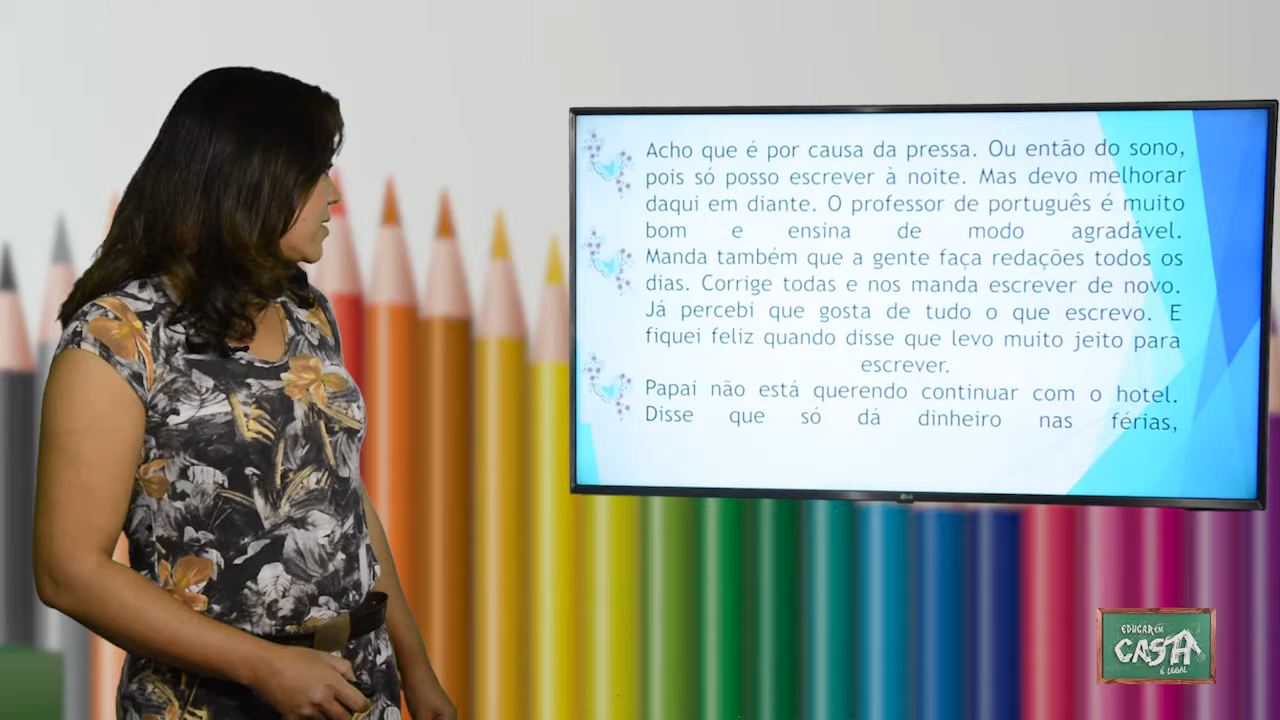 Acho que é por causa da pressa. Ou então do sono,
pois só posso escrever à noite. Mas devo melhorar
daqui em diante. O professor de português é muito
bom e ensina de modo agradável.
Manda também que a gente faça redações todos os
dias. Corrige todas e nos manda escrever de novo.
Já percebi que gosta de tudo o que escrevo. E
fiquei feliz quando disse que levo muito jeito para
escrever.
Papai não está querendo continuar com o hotel.
Disse que só dá dinheiro nas férias,
LG
EDUCAR EM
CASA
É LEGAL